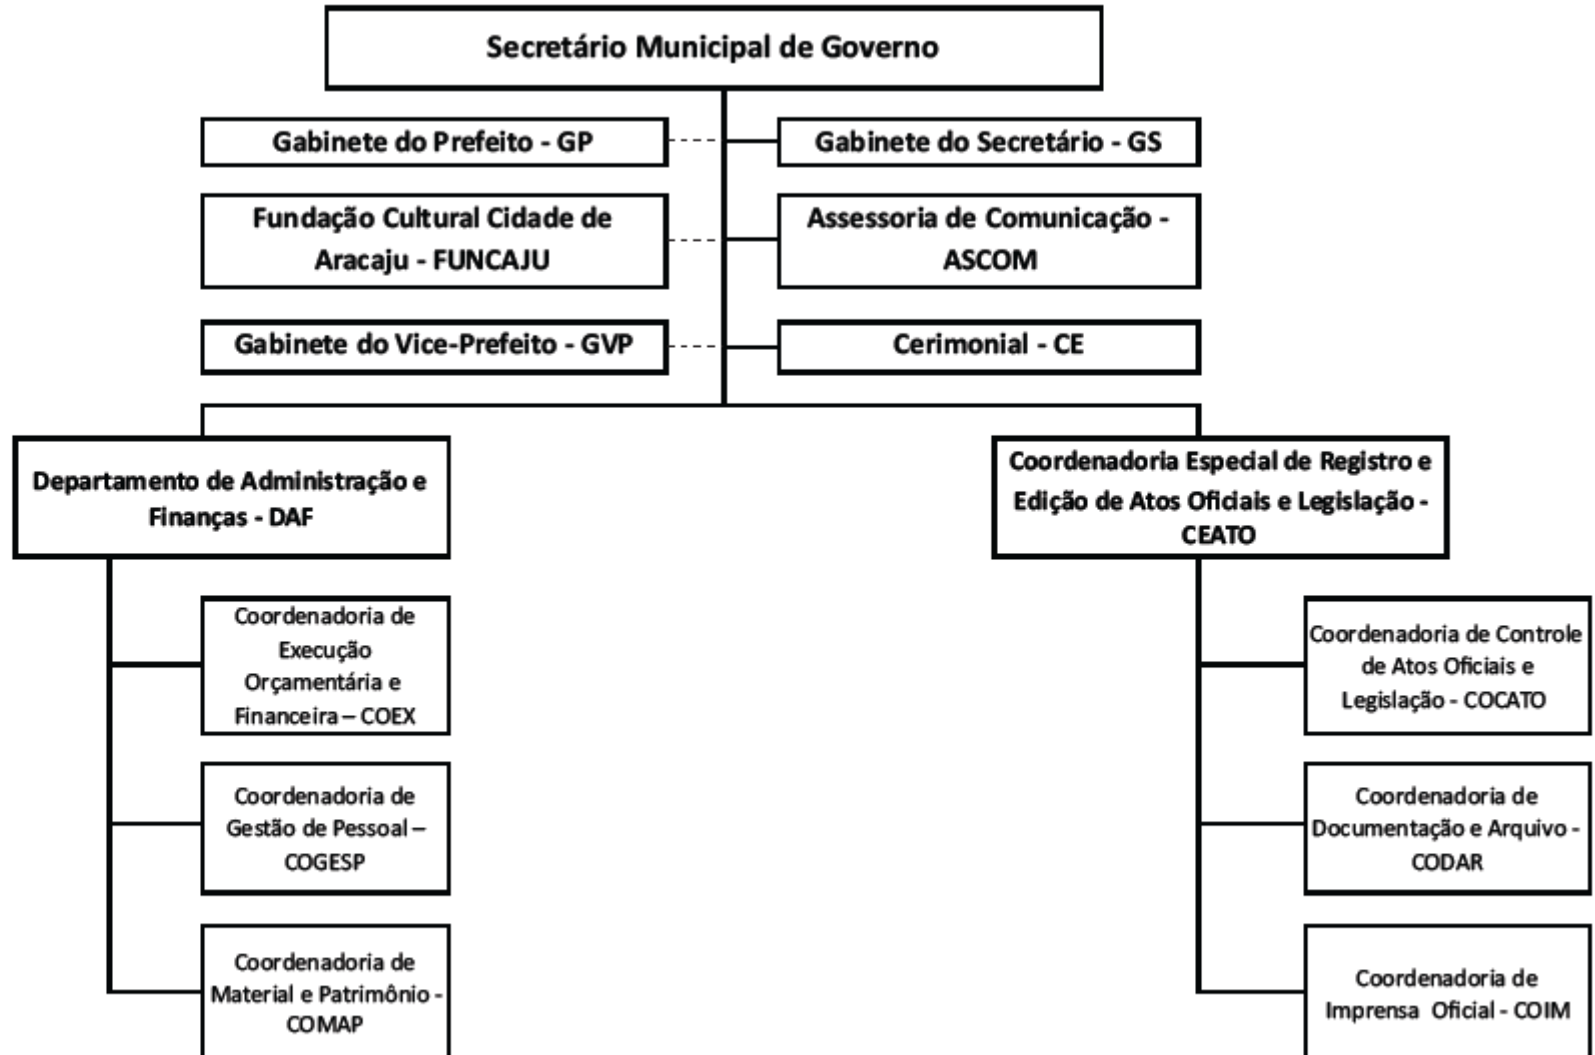 Secretário Municipal de Governo
Gabinete do Prefeito - GP
Gabinete do Secretário - GS
Fundação Cultural Cidade de
Aracaju - FUNCAJU
Assessoria de Comunicação -
ASCOM
Gabinete do Vice-Prefeito - GVP
Cerimonial - CE
Departamento de Administração e
Finanças - DAF
Coordenadoria Especial de Registro e
Edição de Atos Oficiais e Legislação -
CEATO
Coordenadoria de
Execução
Orçamentária e
Financeira – COEX
Coordenadoria de Controle
de Atos Oficiais e
Legislação - COCATO
Coordenadoria de
Gestão de Pessoal –
COGESP
Coordenadoria de
Documentação e Arquivo -
CODAR
Coordenadoria de
Material e Patrimônio -
COMAP
Coordenadoria de
Imprensa Oficial - COIM